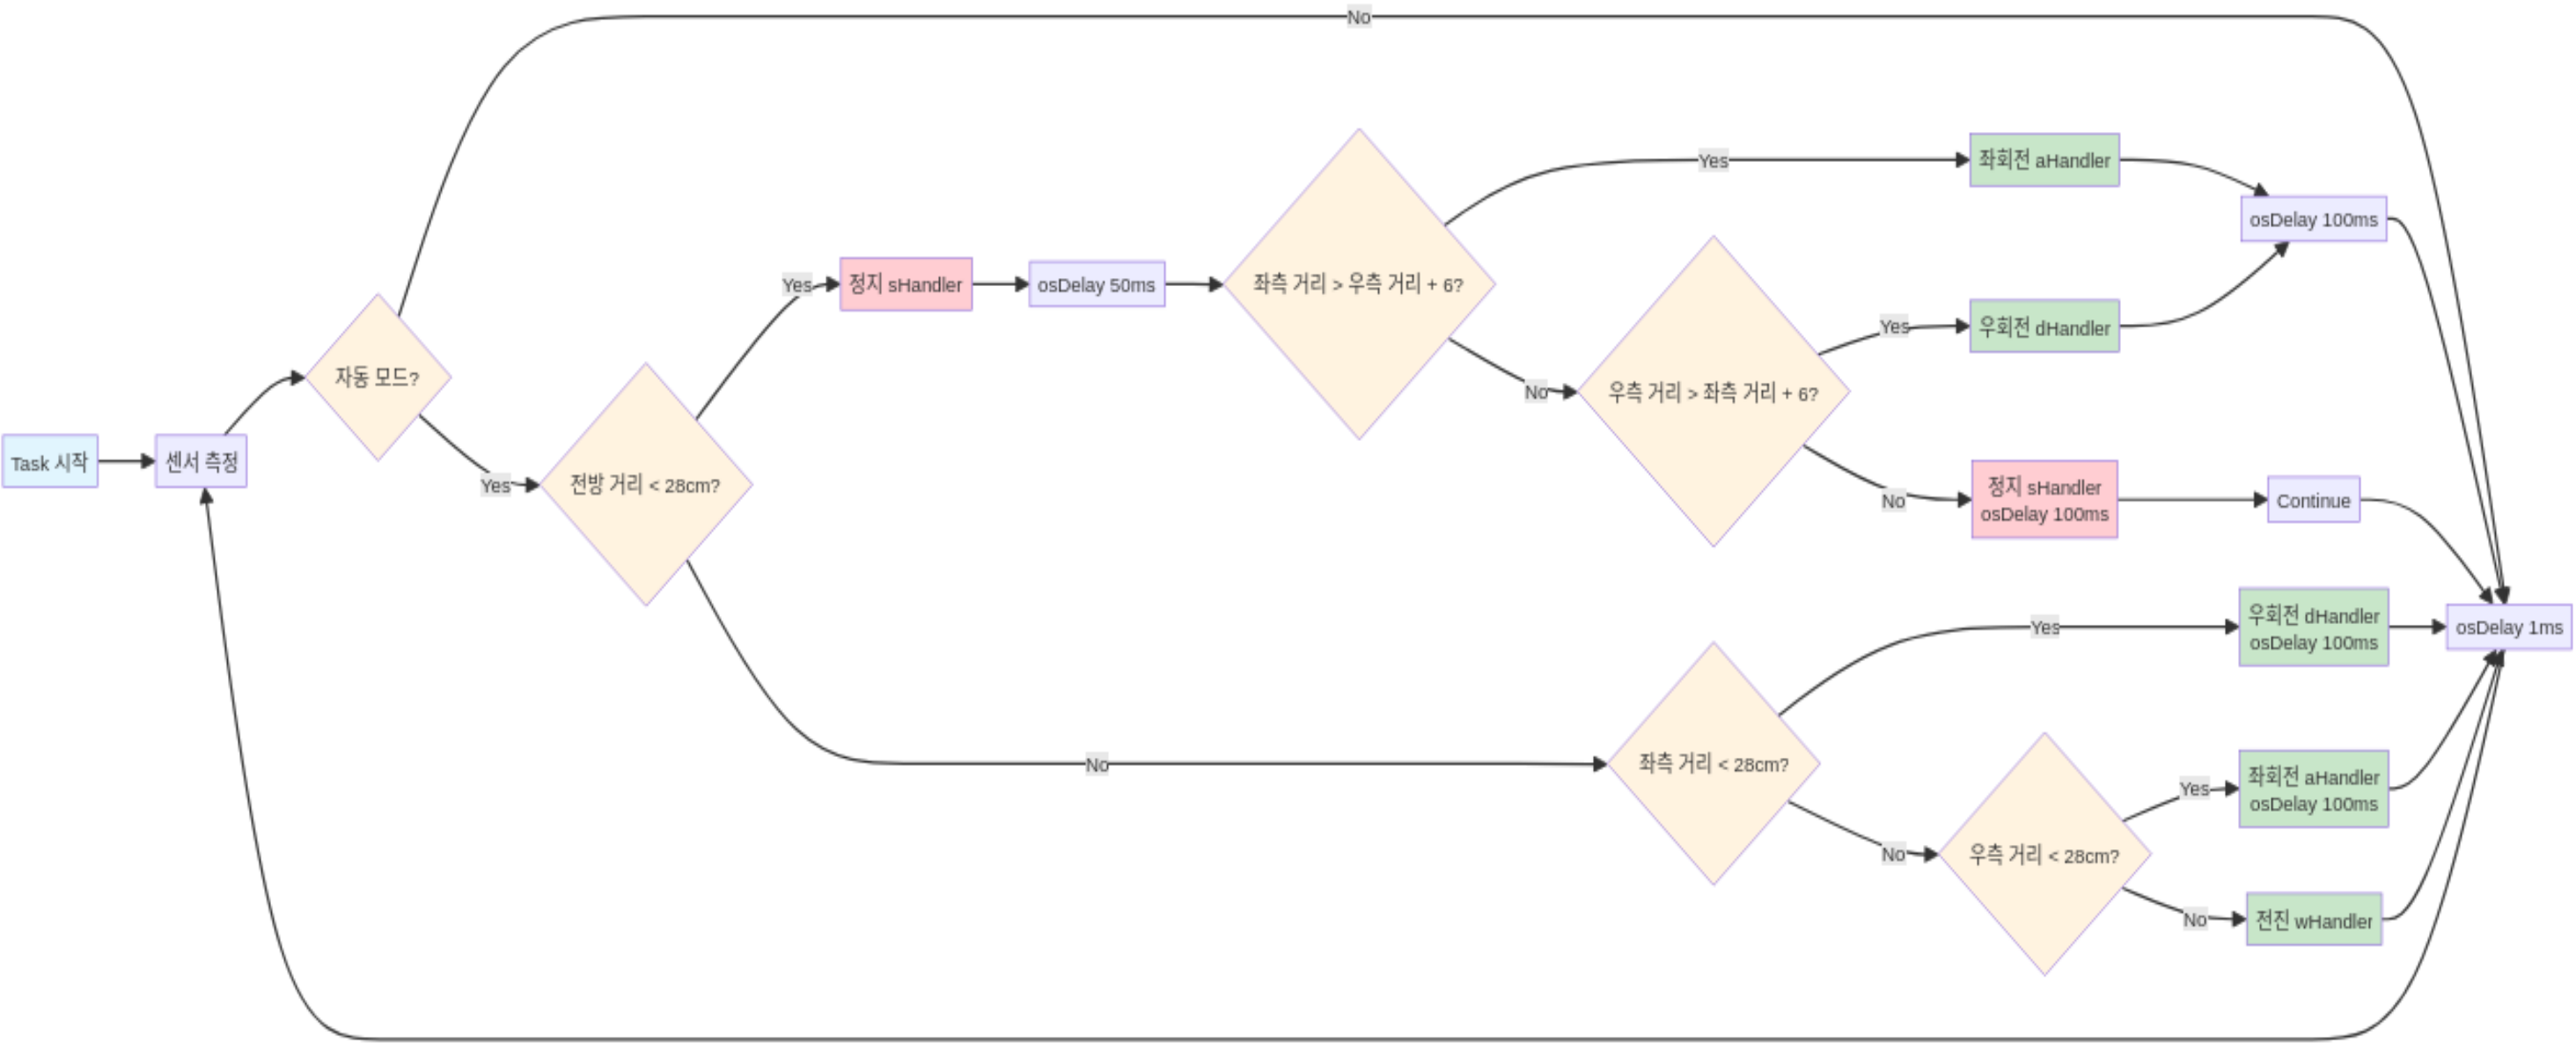 No
Task 시작
센서 측정
자동 모드?
Yes
전방 거리 < 28cm?
Yes
정지 sHandler
osDelay 50ms
좌측 거리 > 우측 거리 + 6?
Yes
좌회전 aHandler
osDelay 100ms
No
우측 거리 > 좌측 거리 + 6?
Yes
우회전 dHandler
No
정지 sHandler
osDelay 100ms
Continue
No
좌측 거리 < 28cm?
Yes
우회전 dHandler
osDelay 100ms
osDelay 1ms
No
우측 거리 < 28cm?
Yes
좌회전 aHandler
osDelay 100ms
No
전진 wHandler